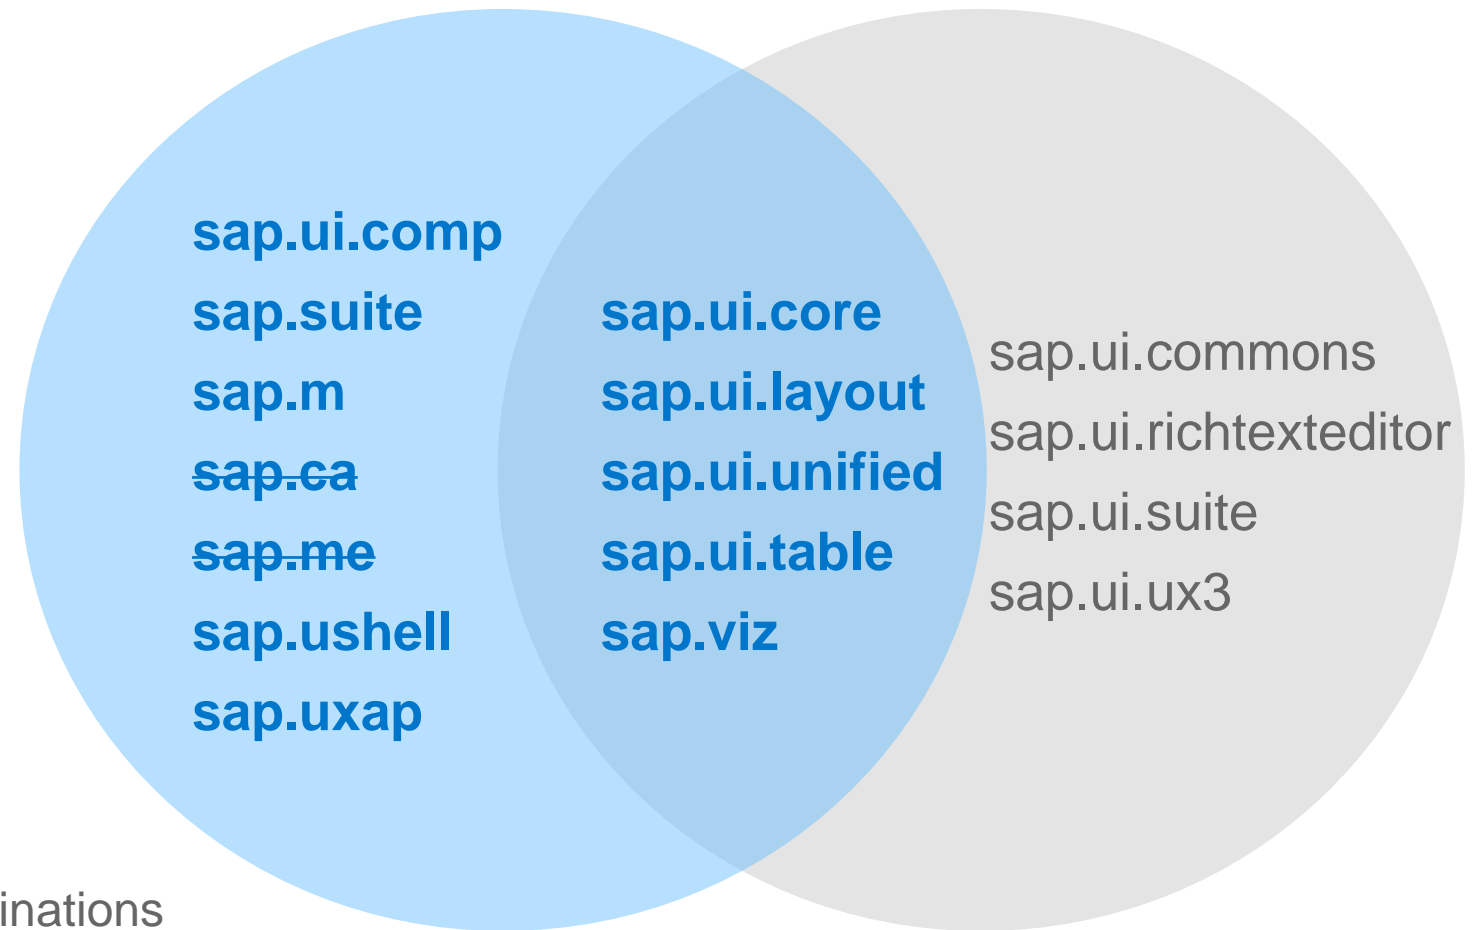 sap.ui.comp
sap.suite
sap.m
sap.ca
sap.me
sap.ushell
sap.uxap
sap.ui.core
sap.ui.layout
sap.ui.unified
sap.ui.table
sap.viz
sap.ui.commons
sap.ui.richtexteditor
sap.ui.suite
sap.ui.ux3
inations